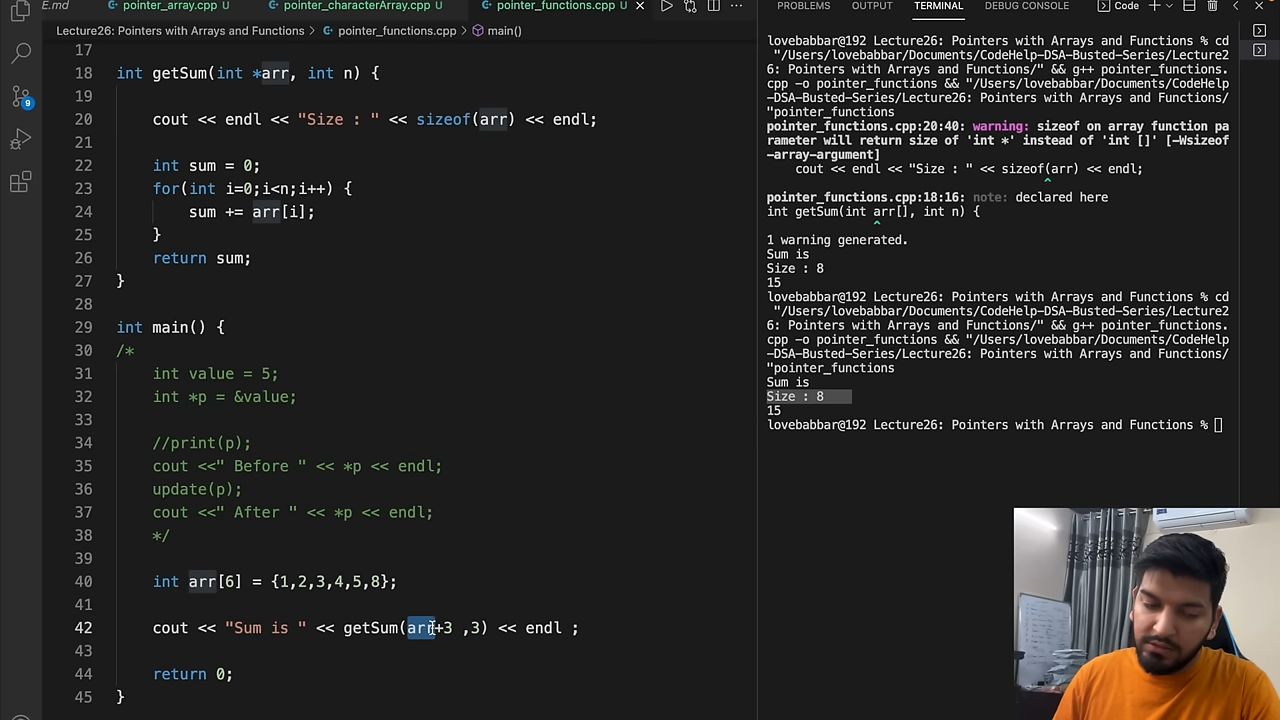 E.md
pointer_array.cpp U
pointer_characterArray.cpp U
pointer_functions.cpp U
Lecture26: Pointers with Arrays and Functions > pointer_functions.cpp > main()
17
18 int getSum(int *arr, int n) {
19
20 cout << endl << "Size : " << sizeof(arr) << endl;
21
22 int sum = 0;
23 for(int i=0;i<n;i++) {
24 sum += arr[i];
25 }
26 return sum;
27 }
28
29 int main() {
30 /*
31 int value = 5;
32 int *p = &value;
33
34 //print(p);
35 cout <<" Before " << *p << endl;
36 update(p);
37 cout <<" After " << *p << endl;
38 */
39
40 int arr[6] = {1,2,3,4,5,8};
41
42 cout << "Sum is " << getSum(arr+3 ,3) << endl ;
43
44 return 0;
45 }
9
PROBLEMS OUTPUT TERMINAL DEBUG CONSOLE
Code
lovebabbar@192 Lecture26: Pointers with Arrays and Functions % cd
"/Users/lovebabbar/Documents/CodeHelp-DSA-Busted-Series/Lecture2
6: Pointers with Arrays and Functions/" && g++ pointer_functions.
cpp -o pointer_functions && "/Users/lovebabbar/Documents/CodeHelp
-DSA-Busted-Series/Lecture26: Pointers with Arrays and Functions/
"pointer_functions
pointer_functions.cpp:20:40: warning: sizeof on array function pa
rameter will return size of 'int *' instead of 'int []' [-Wsizeof
-array-argument]
cout << endl << "Size : " << sizeof(arr) << endl;
^
pointer_functions.cpp:18:16: note: declared here
int getSum(int arr[], int n) {
^
1 warning generated.
Sum is
Size : 8
15
lovebabbar@192 Lecture26: Pointers with Arrays and Functions % cd
"/Users/lovebabbar/Documents/CodeHelp-DSA-Busted-Series/Lecture2
6: Pointers with Arrays and Functions/" && g++ pointer_functions.
cpp -o pointer_functions && "/Users/lovebabbar/Documents/CodeHelp
-DSA-Busted-Series/Lecture26: Pointers with Arrays and Functions/
"pointer_functions
Sum is
Size : 8
15
lovebabbar@192 Lecture26: Pointers with Arrays and Functions %